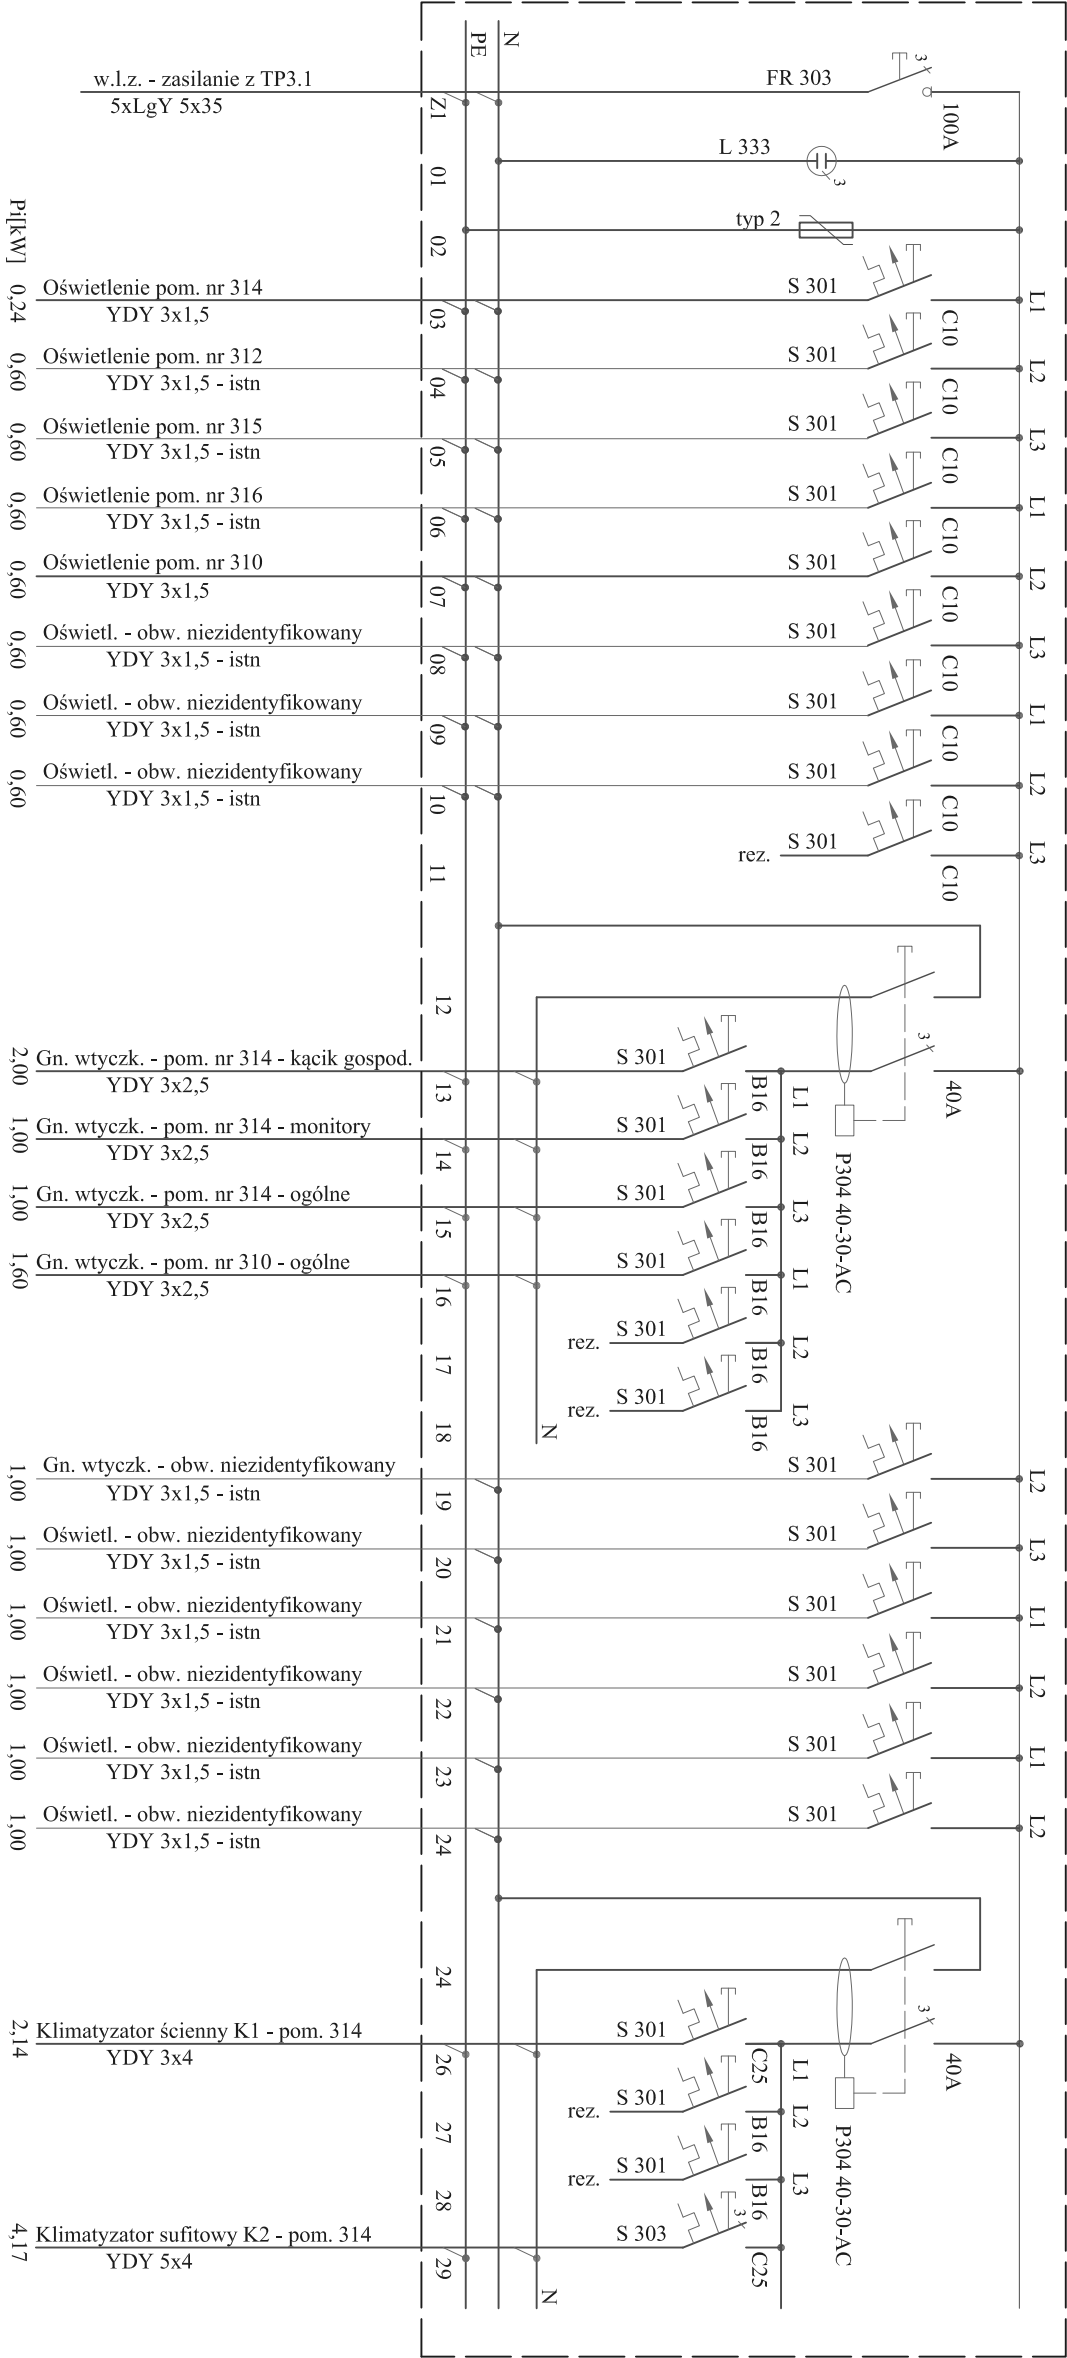 N
PE
w.l.z. - zasilanie z TP3.1
5xLgY 5x35
Z1
FR 303
3
100A
01
L 333
3
02
typ 2
Pi[kW]
0,24
Oświetlenie pom. nr 314
YDY 3x1,5
03
S 301
C10
L1
0,60
Oświetlenie pom. nr 312
YDY 3x1,5 - istn
04
S 301
C10
L2
0,60
Oświetlenie pom. nr 315
YDY 3x1,5 - istn
05
S 301
C10
L3
0,60
Oświetlenie pom. nr 316
YDY 3x1,5 - istn
06
S 301
C10
L1
0,60
Oświetlenie pom. nr 310
YDY 3x1,5
07
S 301
C10
L2
0,60
Oświetl. - obw. niezidentyfikowany
YDY 3x1,5 - istn
08
S 301
C10
L3
0,60
Oświetl. - obw. niezidentyfikowany
YDY 3x1,5 - istn
09
S 301
C10
L1
0,60
Oświetl. - obw. niezidentyfikowany
YDY 3x1,5 - istn
10
S 301
C10
L2
11
rez.
S 301
C10
L3
12
3
40A
P304 40-30-AC
2,00
Gn. wtyczk. - pom. nr 314 - kącik gospod.
YDY 3x2,5
13
S 301
B16
L1
1,00
Gn. wtyczk. - pom. nr 314 - monitory
YDY 3x2,5
14
S 301
B16
L2
1,00
Gn. wtyczk. - pom. nr 314 - ogólne
YDY 3x2,5
15
S 301
B16
L3
1,60
Gn. wtyczk. - pom. nr 310 - ogólne
YDY 3x2,5
16
S 301
B16
L1
17
rez.
S 301
B16
L2
18
rez.
S 301
B16
L3
N
1,00
Gn. wtyczk. - obw. niezidentyfikowany
YDY 3x1,5 - istn
19
S 301
L2
1,00
Oświetl. - obw. niezidentyfikowany
YDY 3x1,5 - istn
20
S 301
L3
1,00
Oświetl. - obw. niezidentyfikowany
YDY 3x1,5 - istn
21
S 301
L1
1,00
Oświetl. - obw. niezidentyfikowany
YDY 3x1,5 - istn
22
S 301
L2
1,00
Oświetl. - obw. niezidentyfikowany
YDY 3x1,5 - istn
23
S 301
L1
1,00
Oświetl. - obw. niezidentyfikowany
YDY 3x1,5 - istn
24
S 301
L2
24
3
40A
P304 40-30-AC
2,14
Klimatyzator ścienny K1 - pom. 314
YDY 3x4
26
S 301
C25
L1
27
rez.
S 301
B16
L2
28
rez.
S 301
B16
L3
4,17
Klimatyzator sufitowy K2 - pom. 314
YDY 5x4
29
S 303
3
C25
N